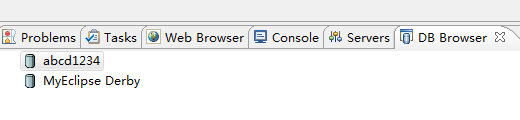 Problems Tasks Web Browser Console Servers DB Browser
abcd1234
MyEclipse Derby